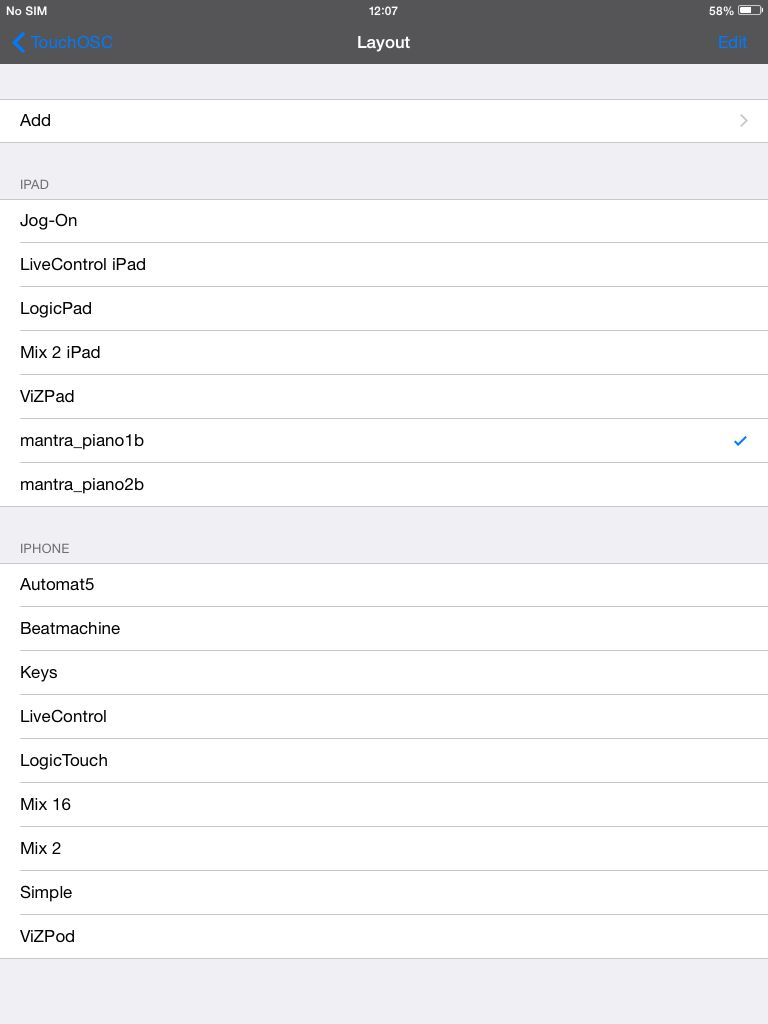 No SIM 12:07 58%
TouchOSC Layout Edit
Add
IPAD
Jog-On
LiveControl iPad
LogicPad
Mix 2 iPad
ViZPad
mantra_piano1b
mantra_piano2b
IPHONE
Automat5
Beatmachine
Keys
LiveControl
LogicTouch
Mix 16
Mix 2
Simple
ViZPod